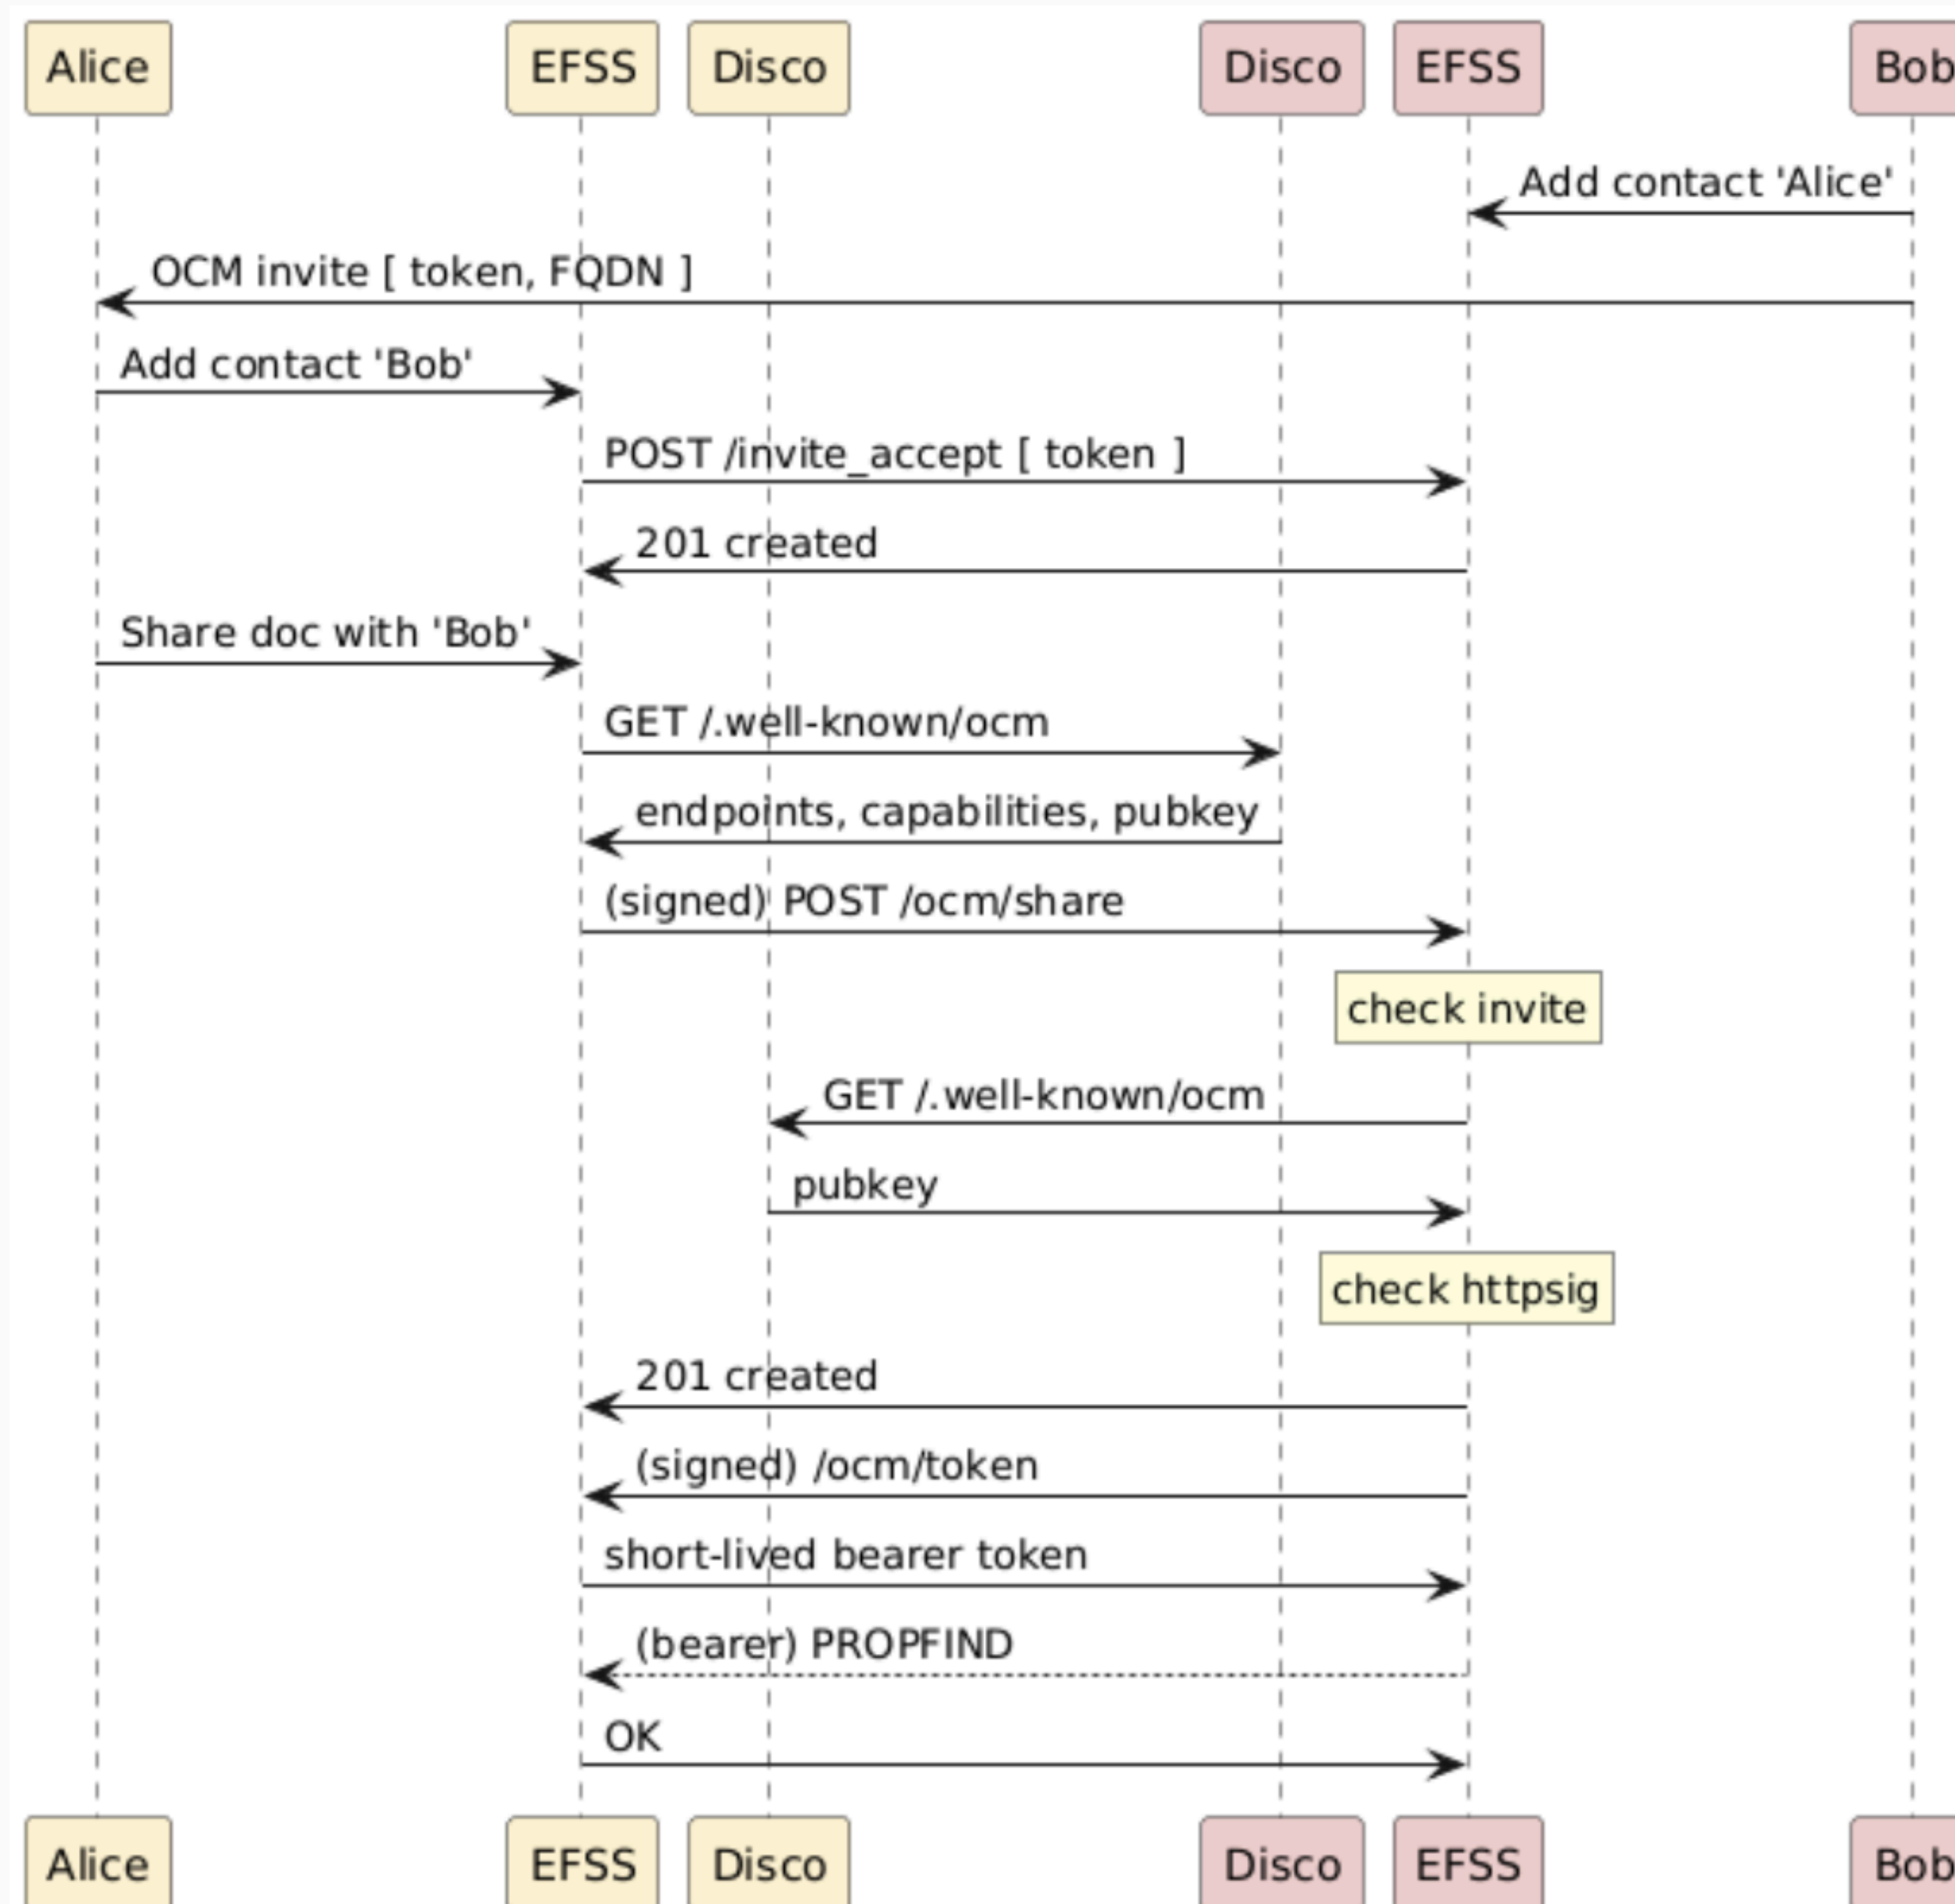 Alice EFSS Disco Disco EFSS Bob
Add contact 'Alice'
OCM invite [ token, FQDN ]
Add contact 'Bob'
POST /invite_accept [ token ]
201 created
Share doc with 'Bob'
GET /.well-known/ocm
endpoints, capabilities, pubkey
(signed) POST /ocm/share
check invite
GET /.well-known/ocm
pubkey
check httpsig
201 created
(signed) /ocm/token
short-lived bearer token
(bearer) PROPFIND
OK
Alice EFSS Disco Disco EFSS Bob